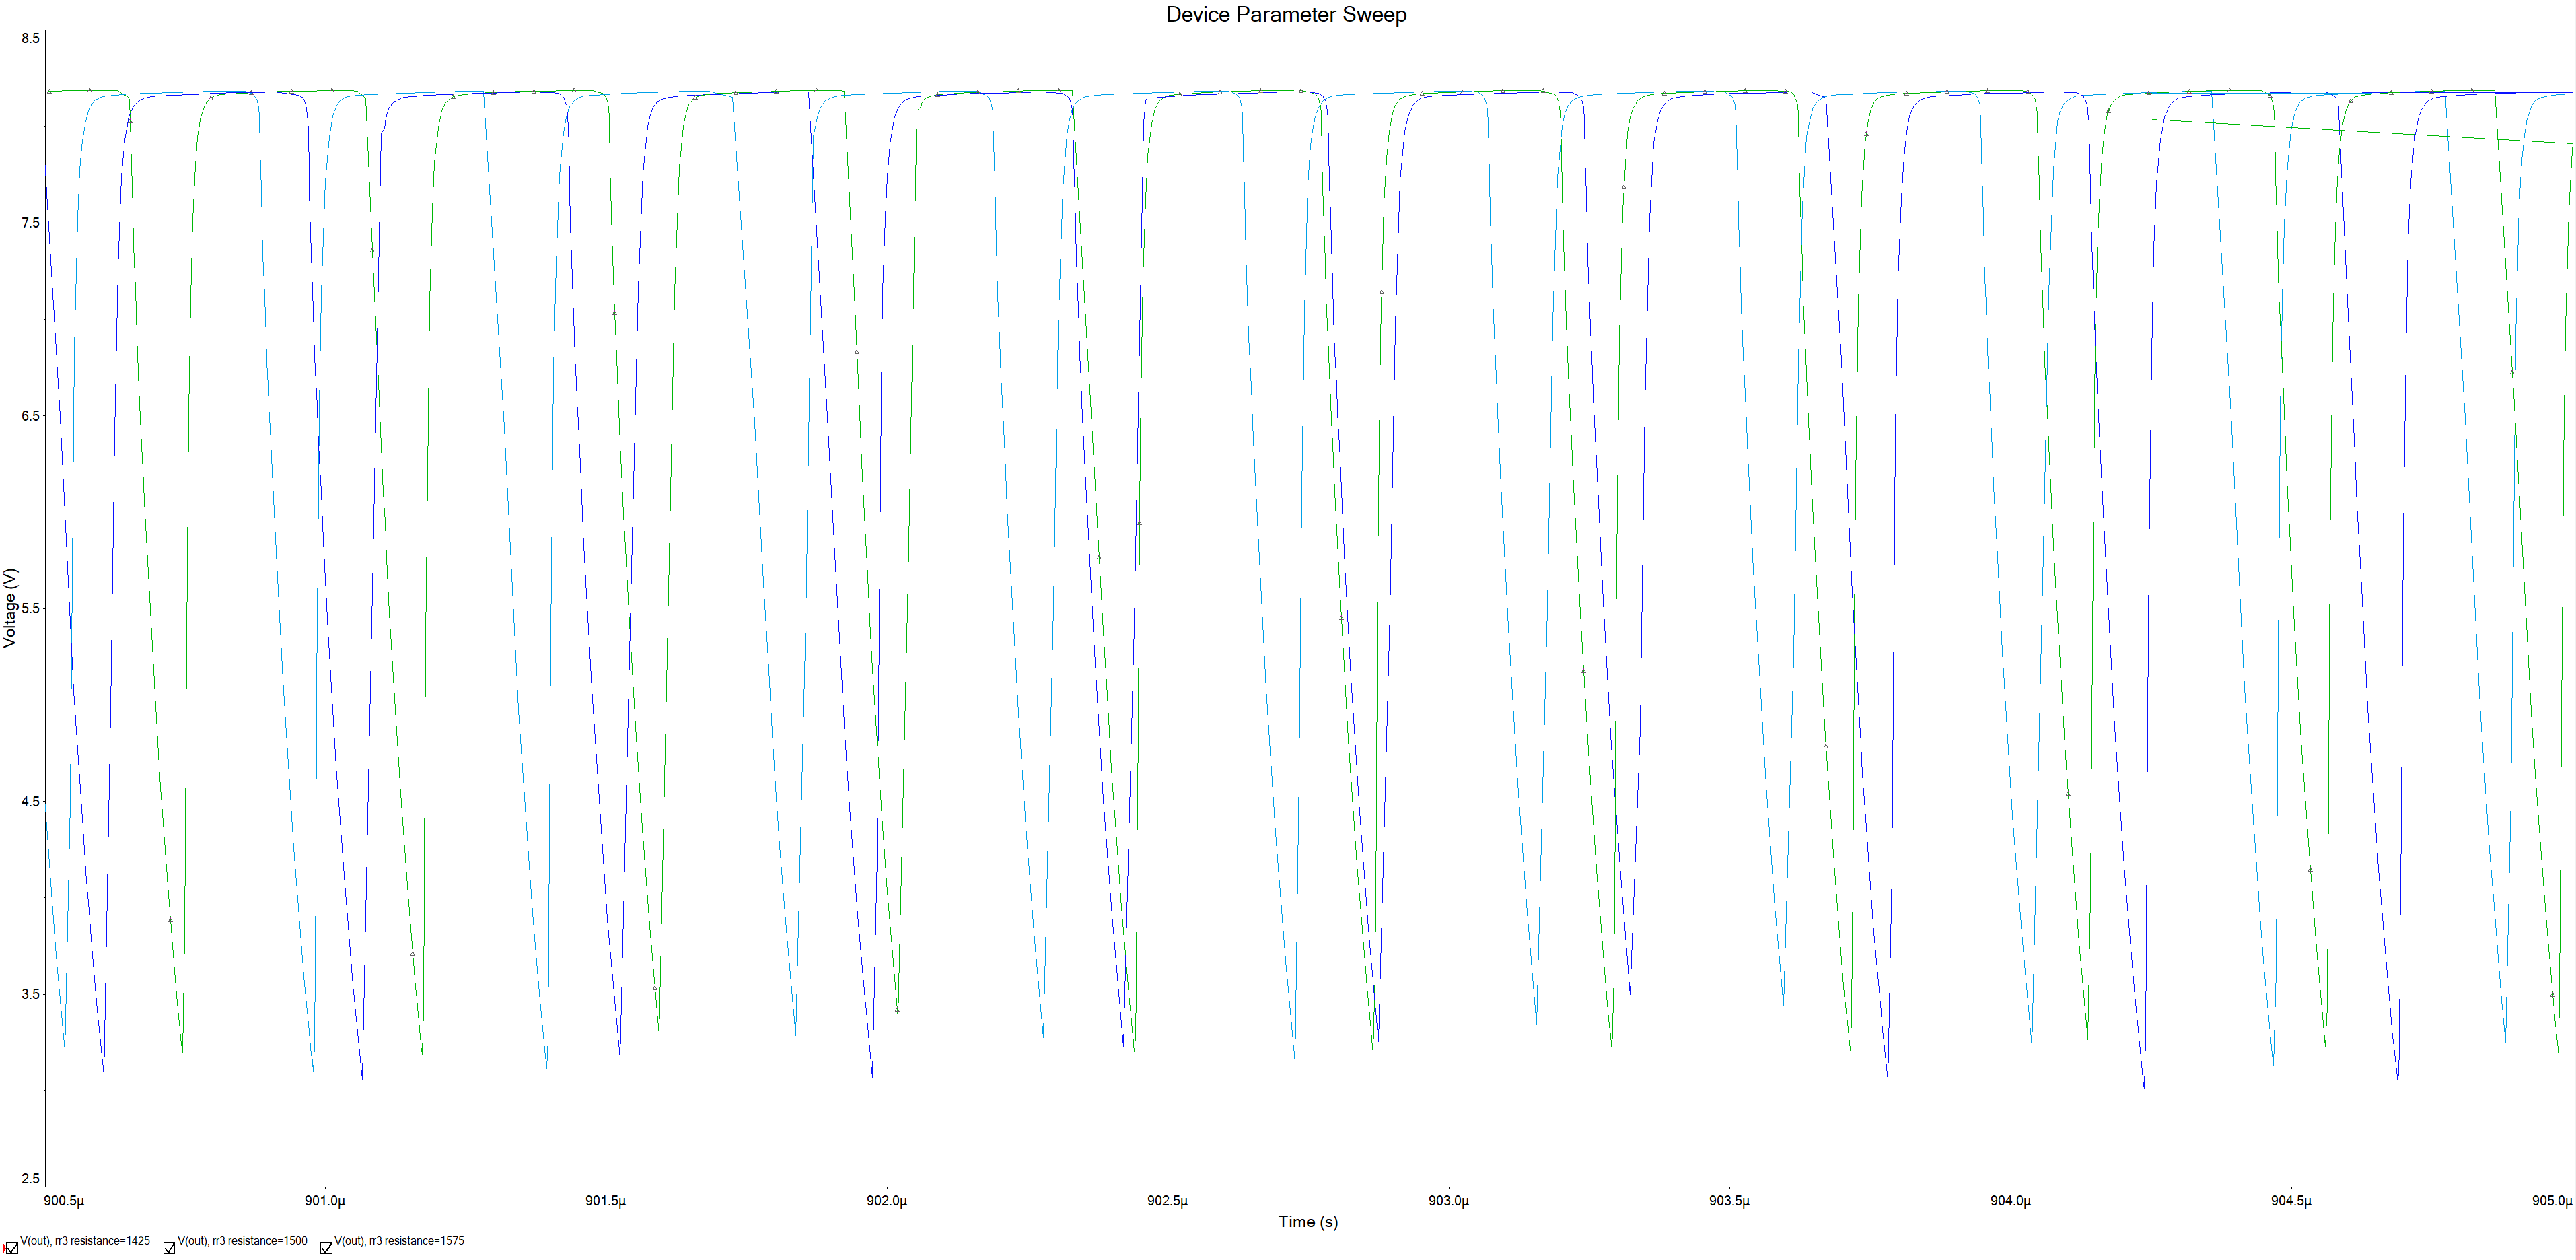 Device Parameter Sweep
8.5
7.5
6.5
5.5
4.5
3.5
2.5
Voltage (V)
900.5µ 901.0µ 901.5µ 902.0µ 902.5µ 903.0µ 903.5µ 904.0µ 904.5µ 905.0µ
Time (s)
V(out), rr3 resistance=1425 V(out), rr3 resistance=1500 V(out), rr3 resistance=1575